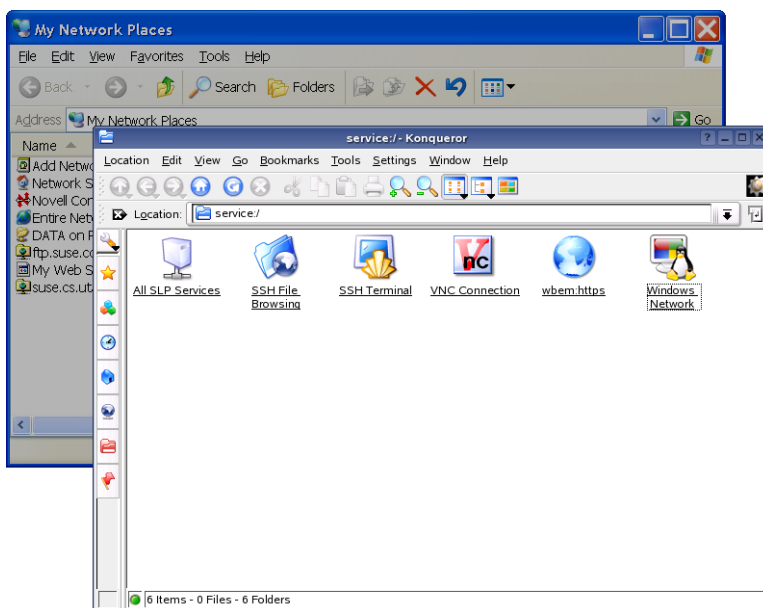 My Network Places
File Edit View Favorites Tools Help
Back Search Folders
Address My Network Places Go
Name
Add Netwo
Network S
Novell Con
Entire Net
DATA on
ftp.suse.co
My Web S
suse.cs.ut
service:/ - Konqueror
Location Edit View Go Bookmarks Tools Settings Window Help
Location: service:/
All SLP Services SSH File Browsing SSH Terminal VNC Connection wbem:https Windows Network
6 Items - 0 Files - 6 Folders